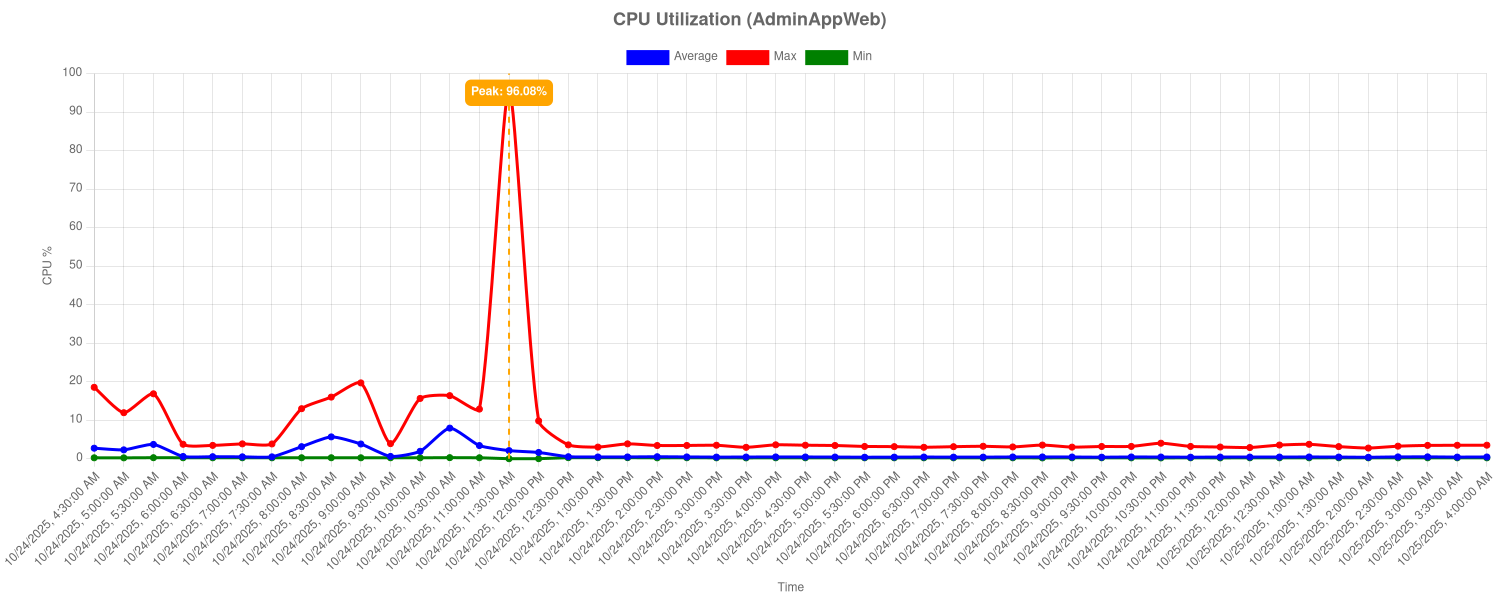 CPU Utilization (AdminAppWeb)
Average Max Min
Peak: 96.08%
CPU %
100
90
80
70
60
50
40
30
20
10
0
10/24/2025, 4:30:00 AM
10/24/2025, 5:00:00 AM
10/24/2025, 5:30:00 AM
10/24/2025, 6:00:00 AM
10/24/2025, 6:30:00 AM
10/24/2025, 7:00:00 AM
10/24/2025, 7:30:00 AM
10/24/2025, 8:00:00 AM
10/24/2025, 8:30:00 AM
10/24/2025, 9:00:00 AM
10/24/2025, 9:30:00 AM
10/24/2025, 10:00:00 AM
10/24/2025, 10:30:00 AM
10/24/2025, 11:00:00 AM
10/24/2025, 11:30:00 AM
10/24/2025, 12:00:00 PM
10/24/2025, 12:30:00 PM
10/24/2025, 1:00:00 PM
10/24/2025, 1:30:00 PM
10/24/2025, 2:00:00 PM
10/24/2025, 2:30:00 PM
10/24/2025, 3:00:00 PM
10/24/2025, 3:30:00 PM
10/24/2025, 4:00:00 PM
10/24/2025, 4:30:00 PM
10/24/2025, 5:00:00 PM
10/24/2025, 5:30:00 PM
10/24/2025, 6:00:00 PM
10/24/2025, 6:30:00 PM
10/24/2025, 7:00:00 PM
10/24/2025, 7:30:00 PM
10/24/2025, 8:00:00 PM
10/24/2025, 8:30:00 PM
10/24/2025, 9:00:00 PM
10/24/2025, 9:30:00 PM
10/24/2025, 10:00:00 PM
10/24/2025, 10:30:00 PM
10/24/2025, 11:00:00 PM
10/24/2025, 11:30:00 PM
10/25/2025, 12:00:00 AM
10/25/2025, 12:30:00 AM
10/25/2025, 1:00:00 AM
10/25/2025, 1:30:00 AM
10/25/2025, 2:00:00 AM
10/25/2025, 2:30:00 AM
10/25/2025, 3:00:00 AM
10/25/2025, 3:30:00 AM
10/25/2025, 4:00:00 AM
Time